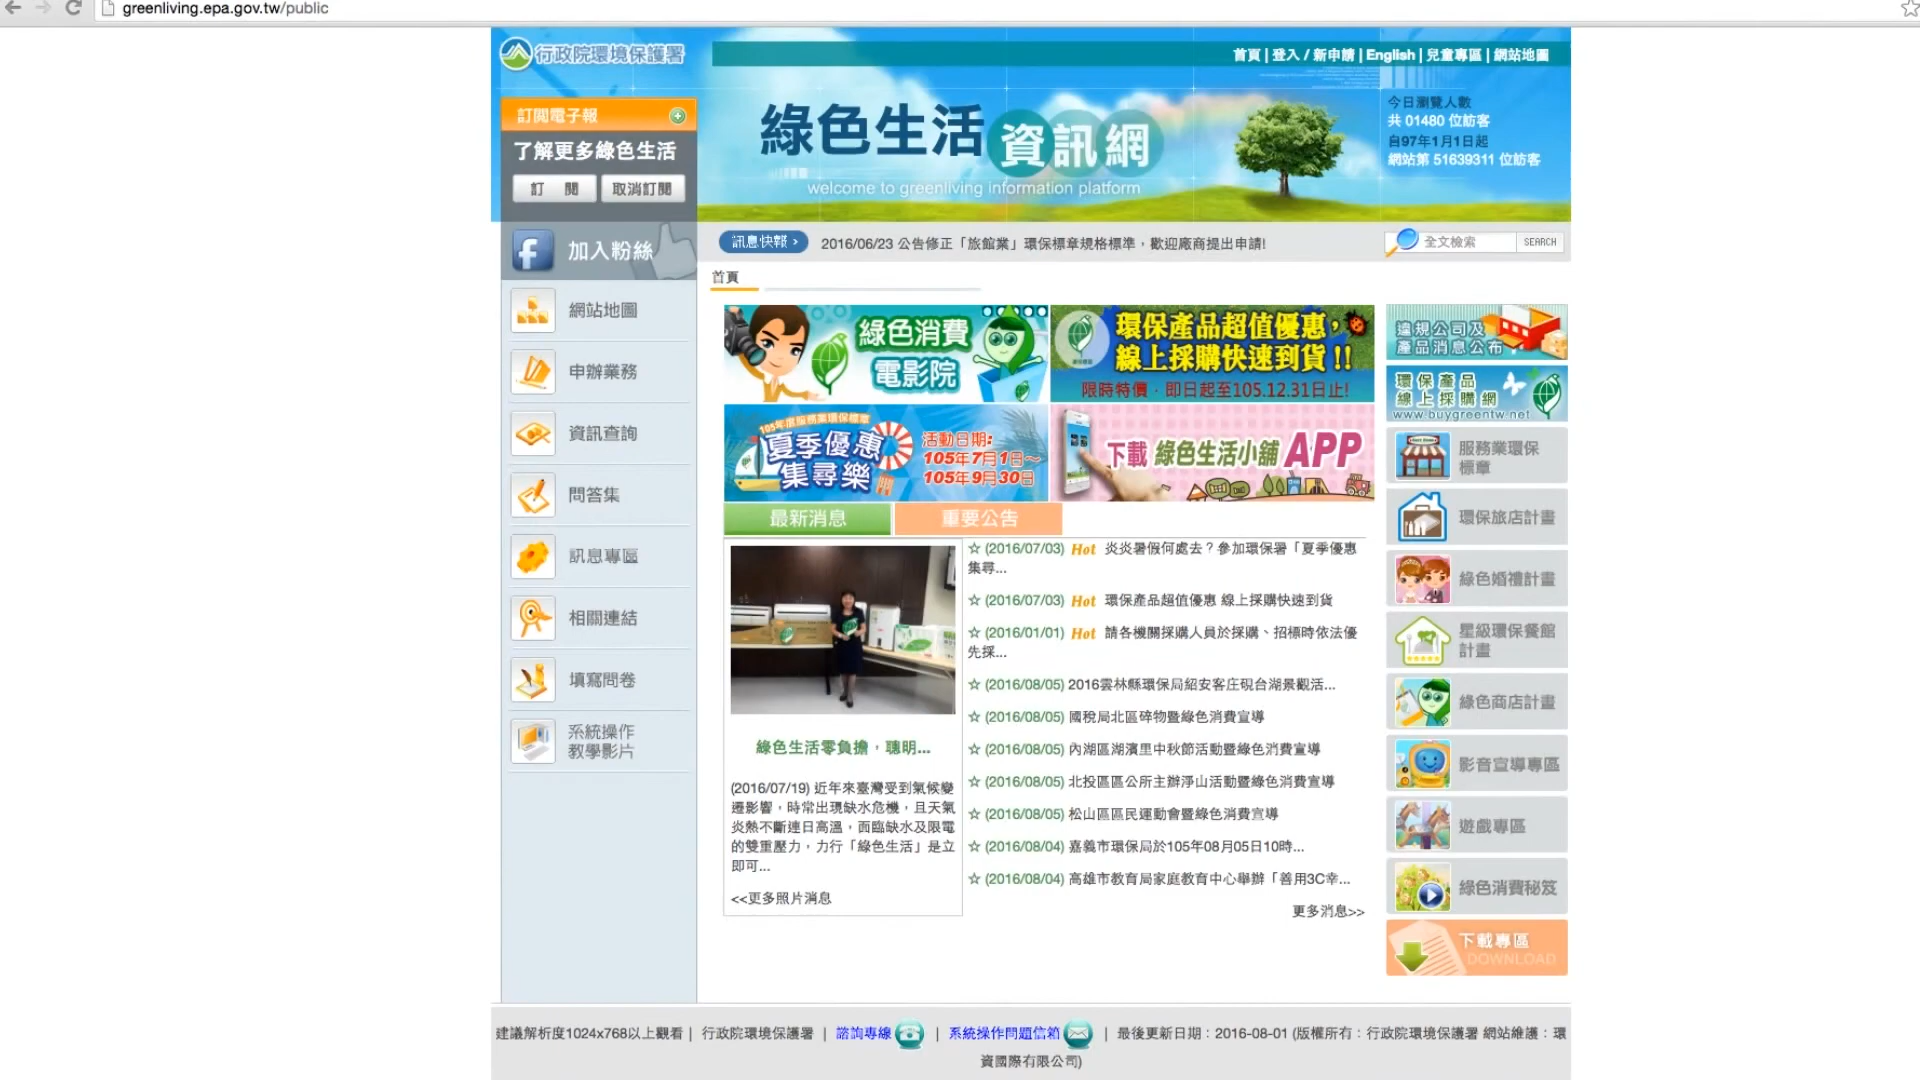 greenliving.epa.gov.tw/public
行政院環境保護署
首頁 | 登入 / 新申請 | English | 兒童專區 | 網站地圖
訂閱電子報
了解更多綠色生活
訂 閱 取消訂閱
綠色生活資訊網
welcome to greenliving information platform
今日瀏覽人數
共 01480 位訪客
自97年1月1日起
網站第 51639311 位訪客
加入粉絲
訊息快報 ›
2016/06/23 公告修正「旅館業」環保標章規格標準，歡迎廠商提出申請!
全文檢索 SEARCH
首頁
網站地圖
申辦業務
資訊查詢
問答集
訊息專區
相關連結
填寫問卷
系統操作
教學影片
綠色消費
電影院
環保產品超值優惠，
線上採購快速到貨!!
限時特價．即日起至105.12.31日止!
105年度服務業環保標章
夏季優惠
集尋樂
活動日期:
105年7月1日～
105年9月30日
下載 綠色生活小舖 APP
最新消息
重要公告
綠色生活零負擔，聰明...
(2016/07/19) 近年來臺灣受到氣候變
遷影響，時常出現缺水危機，且天氣
炎熱不斷連日高溫，面臨缺水及限電
的雙重壓力，力行「綠色生活」是立
即可...
<<更多照片消息
☆ (2016/07/03) Hot 炎炎暑假何處去？參加環保署「夏季優惠
集尋...
☆ (2016/07/03) Hot 環保產品超值優惠 線上採購快速到貨
☆ (2016/01/01) Hot 請各機關採購人員於採購、招標時依法優
先採...
☆ (2016/08/05) 2016雲林縣環保局紹安客庄硯台湖景觀活...
☆ (2016/08/05) 國稅局北區碎物暨綠色消費宣導
☆ (2016/08/05) 內湖區湖濱里中秋節活動暨綠色消費宣導
☆ (2016/08/05) 北投區區公所主辦淨山活動暨綠色消費宣導
☆ (2016/08/05) 松山區區民運動會暨綠色消費宣導
☆ (2016/08/04) 嘉義市環保局於105年08月05日10時...
☆ (2016/08/04) 高雄市教育局家庭教育中心舉辦「善用3C幸...
更多消息>>
違規公司及
產品消息公布
環保產品
線上採購網
www.buygreentw.net
服務業環保
標章
環保旅店計畫
綠色婚禮計畫
星級環保餐館
計畫
綠色商店計畫
影音宣導專區
遊戲專區
綠色消費秘笈
下載專區
DOWNLOAD
建議解析度1024x768以上觀看 | 行政院環境保護署 | 諮詢專線 | 系統操作問題信箱 | 最後更新日期：2016-08-01 (版權所有：行政院環境保護署 網站維護：環
資國際有限公司)